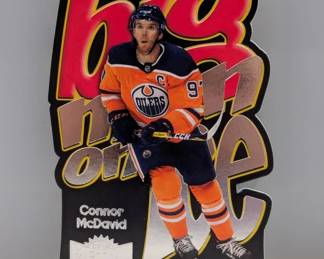 big
man
on
ice
C
OILERS
97
CCM
Connor
McDavid